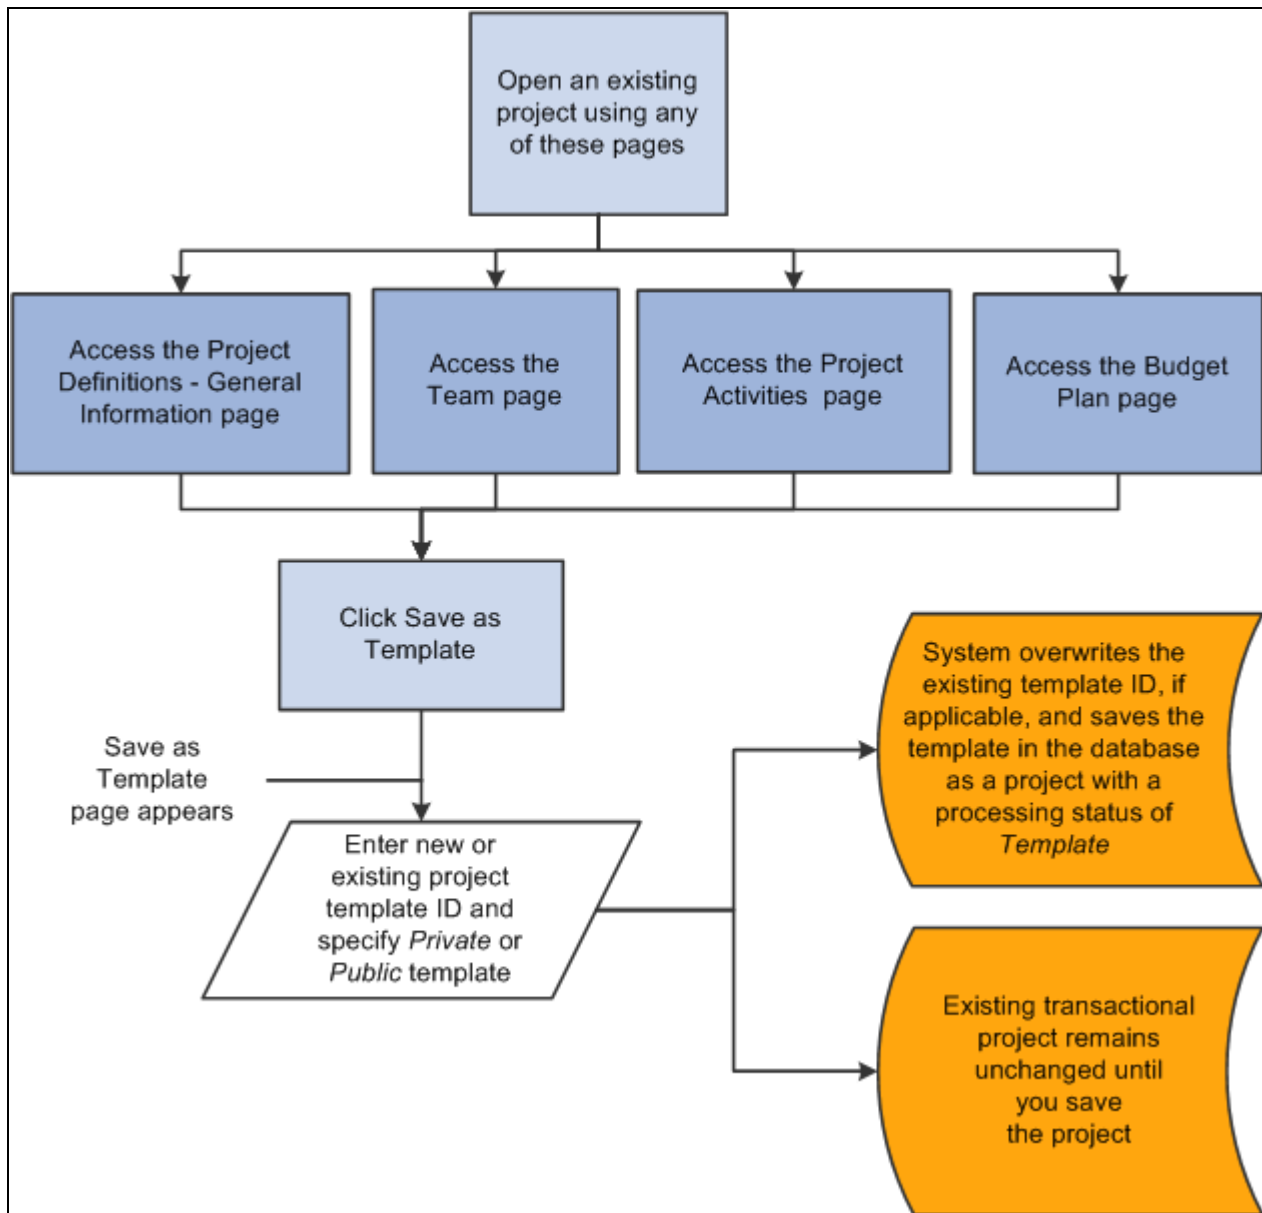 Open an existing
project using any
of these pages
Access the Project
Definitions - General
Information page
Access the
Team page
Access the Project
Activities page
Access the Budget
Plan page
Click Save as
Template
Save as
Template
page appears
Enter new or
existing project
template ID and
specify Private or
Public template
System overwrites the
existing template ID, if
applicable, and saves the
template in the database
as a project with a
processing status of
Template
Existing transactional
project remains
unchanged until
you save
the project